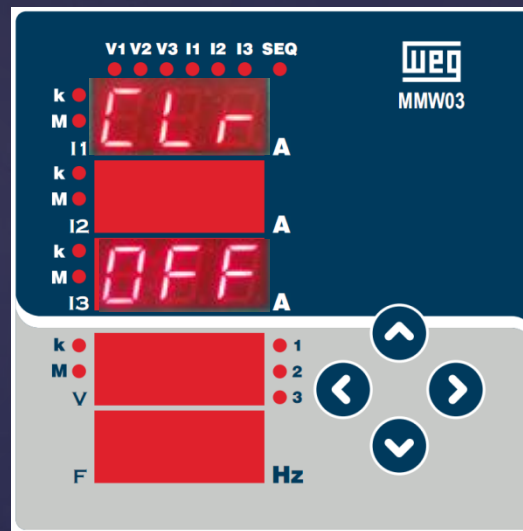 V1 V2 V3 I1 I2 I3 SEQ
weg
MMW03
k
M
CLr
I1 A
k
M
I2 A
k
M
OFF
I3 A
k 1
M 2
V 3
F Hz